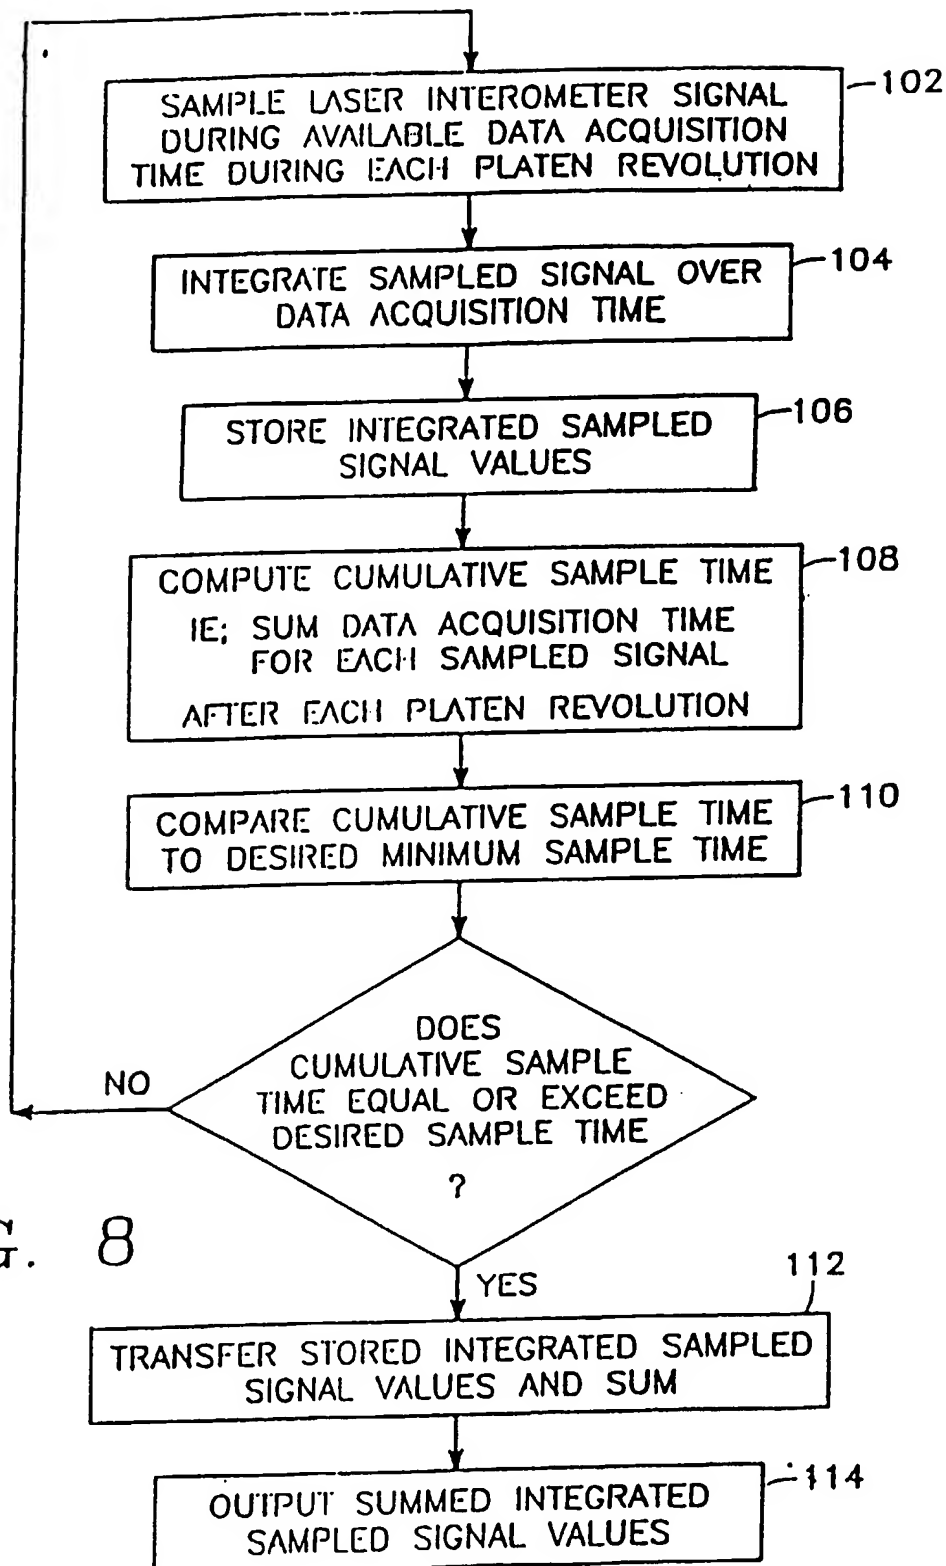 SAMPLE LASER INTEROMETER SIGNAL
DURING AVAILABLE DATA ACQUISITION
TIME DURING EACH PLATEN REVOLUTION
102
INTEGRATE SAMPLED SIGNAL OVER
DATA ACQUISITION TIME
104
STORE INTEGRATED SAMPLED
SIGNAL VALUES
106
COMPUTE CUMULATIVE SAMPLE TIME
IE; SUM DATA ACQUISITION TIME
FOR EACH SAMPLED SIGNAL
AFTER EACH PLATEN REVOLUTION
108
COMPARE CUMULATIVE SAMPLE TIME
TO DESIRED MINIMUM SAMPLE TIME
110
DOES
CUMULATIVE SAMPLE
TIME EQUAL OR EXCEED
DESIRED SAMPLE TIME
?
NO
8
YES
112
TRANSFER STORED INTEGRATED SAMPLED
SIGNAL VALUES AND SUM
OUTPUT SUMMED INTEGRATED
SAMPLED SIGNAL VALUES
114